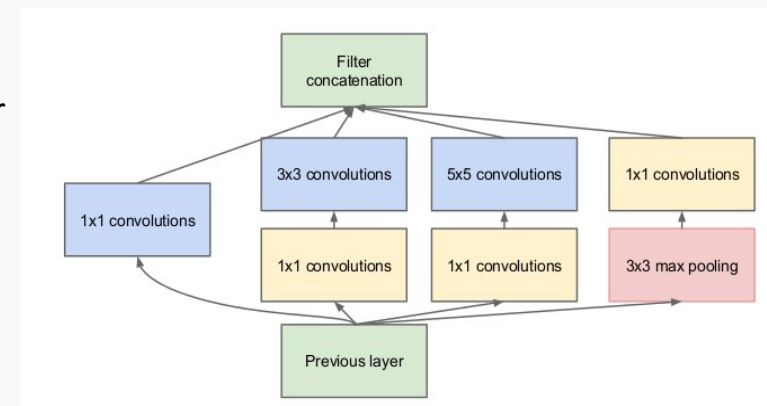 r
Filter
concatenation
3x3 convolutions
5x5 convolutions
1x1 convolutions
1x1 convolutions
1x1 convolutions
1x1 convolutions
3x3 max pooling
Previous layer